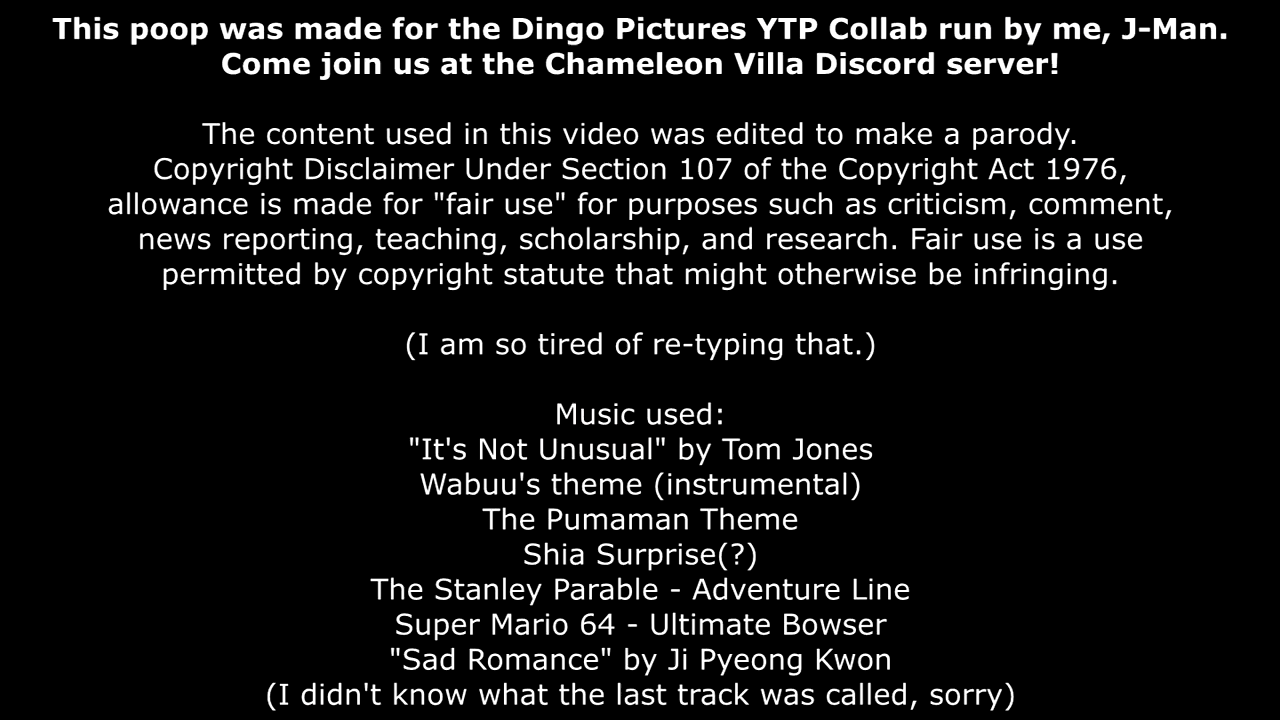 This poop was made for the Dingo Pictures YTP Collab run by me, J-Man.
Come join us at the Chameleon Villa Discord server!
The content used in this video was edited to make a parody.
Copyright Disclaimer Under Section 107 of the Copyright Act 1976,
allowance is made for "fair use" for purposes such as criticism, comment,
news reporting, teaching, scholarship, and research. Fair use is a use
permitted by copyright statute that might otherwise be infringing.
(I am so tired of re-typing that.)
Music used:
"It's Not Unusual" by Tom Jones
Wabuu's theme (instrumental)
The Pumaman Theme
Shia Surprise(?)
The Stanley Parable - Adventure Line
Super Mario 64 - Ultimate Bowser
"Sad Romance" by Ji Pyeong Kwon
(I didn't know what the last track was called, sorry)